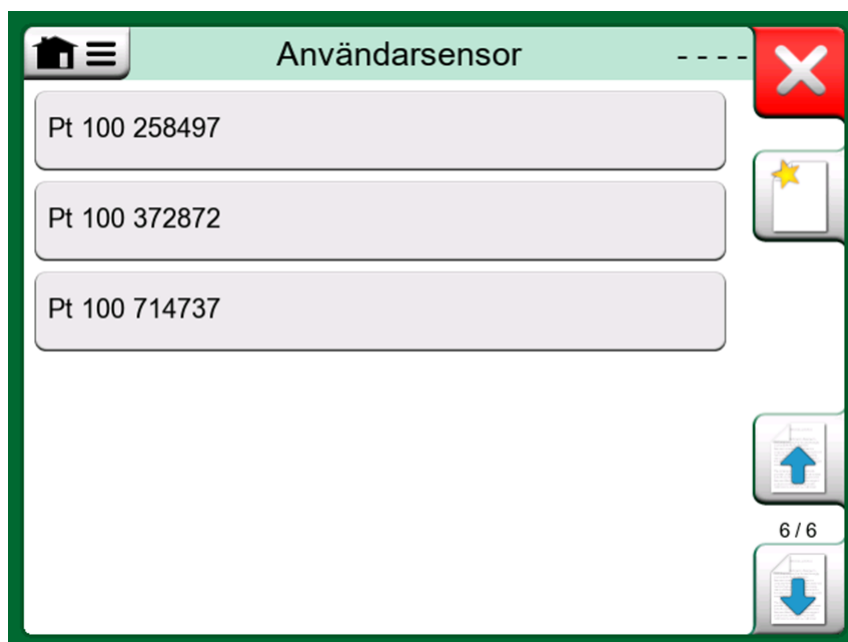 Användarsensor - - - -
Pt 100 258497
Pt 100 372872
Pt 100 714737
6 / 6